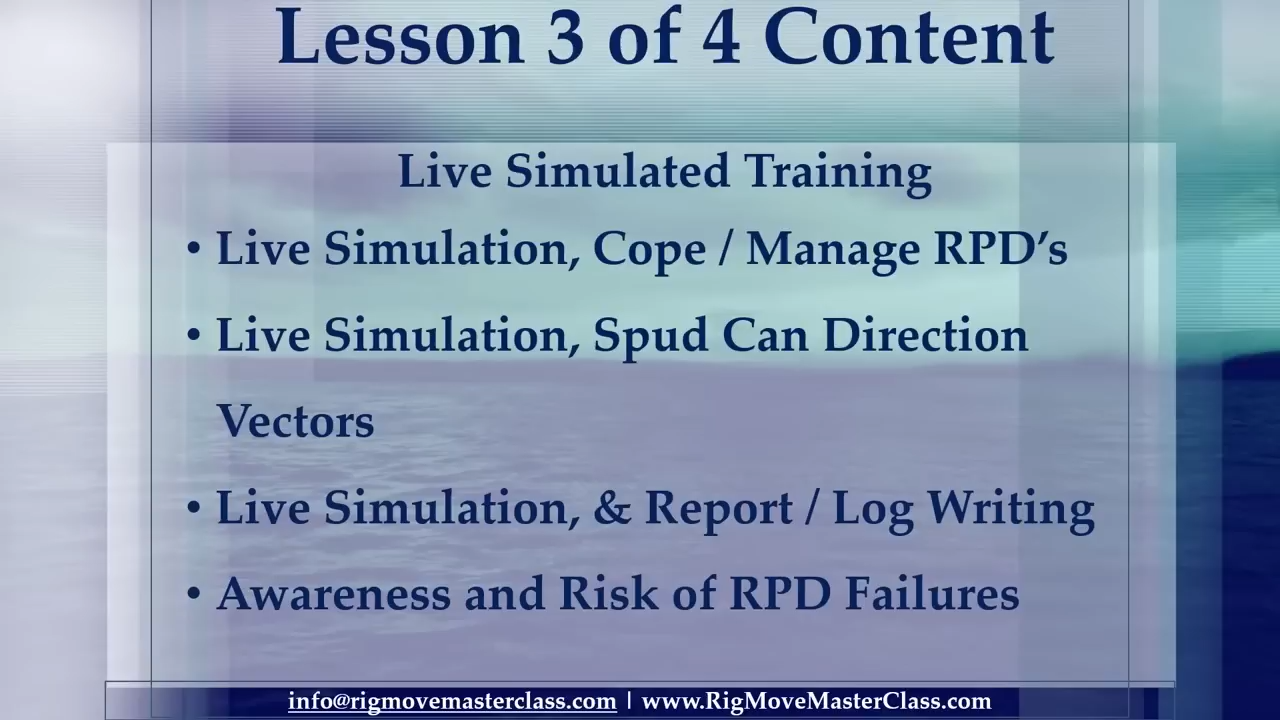 Lesson 3 of 4 Content
Live Simulated Training
• Live Simulation, Cope / Manage RPD’s
• Live Simulation, Spud Can Direction
Vectors
• Live Simulation, & Report / Log Writing
• Awareness and Risk of RPD Failures
info@rigmovemasterclass.com | www.RigMoveMasterClass.com